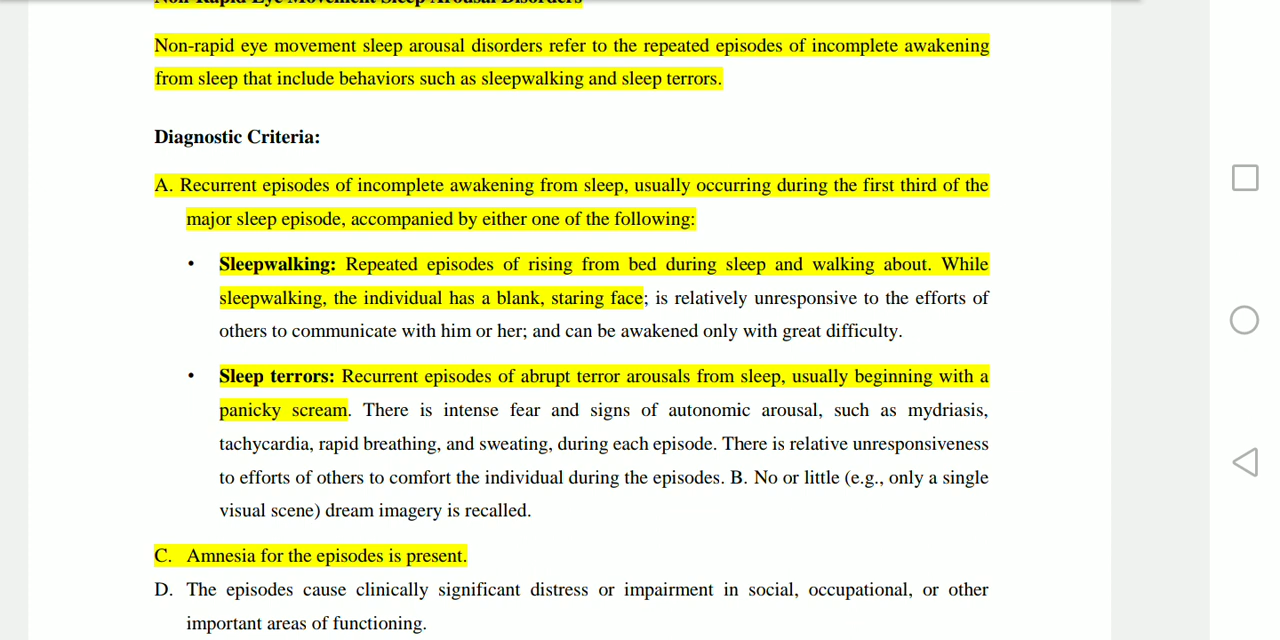 Non-Rapid Eye Movement Sleep Arousal Disorders
Non-rapid eye movement sleep arousal disorders refer to the repeated episodes of incomplete awakening
from sleep that include behaviors such as sleepwalking and sleep terrors.
Diagnostic Criteria:
A. Recurrent episodes of incomplete awakening from sleep, usually occurring during the first third of the
major sleep episode, accompanied by either one of the following:
• Sleepwalking: Repeated episodes of rising from bed during sleep and walking about. While
sleepwalking, the individual has a blank, staring face; is relatively unresponsive to the efforts of
others to communicate with him or her; and can be awakened only with great difficulty.
• Sleep terrors: Recurrent episodes of abrupt terror arousals from sleep, usually beginning with a
panicky scream. There is intense fear and signs of autonomic arousal, such as mydriasis,
tachycardia, rapid breathing, and sweating, during each episode. There is relative unresponsiveness
to efforts of others to comfort the individual during the episodes. B. No or little (e.g., only a single
visual scene) dream imagery is recalled.
C. Amnesia for the episodes is present.
D. The episodes cause clinically significant distress or impairment in social, occupational, or other
important areas of functioning.